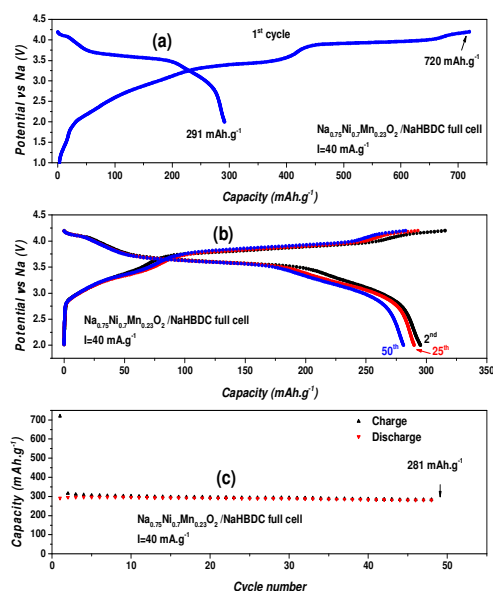 (a)
1st cycle
720 mAh.g-1
291 mAh.g-1
Na0.75Ni0.7Mn0.23O2 /NaHBDC full cell
I=40 mA.g-1
Potential vs Na (V)
4.5
4.0
3.5
3.0
2.5
2.0
1.5
1.0
0 100 200 300 400 500 600 700
Capacity (mAh.g-1)
(b)
Na0.75Ni0.7Mn0.23O2 /NaHBDC full cell
I=40 mA.g-1
2nd
50th
25th
Potential vs Na (V)
4.5
4.0
3.5
3.0
2.5
2.0
0 50 100 150 200 250 300 350
Capacity (mAh.g-1)
Charge
Discharge
281 mAh.g-1
(c)
Na0.75Ni0.7Mn0.23O2 /NaHBDC full cell
I=40 mA.g-1
Capacity (mAh.g-1)
700
600
500
400
300
200
100
0
0 10 20 30 40 50 60
Cycle number